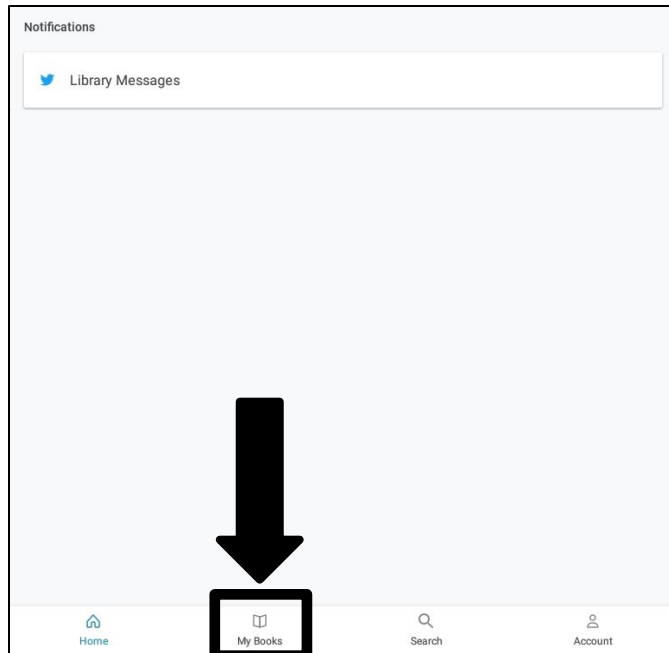 Notifications
Library Messages
Home
My Books
Search
Account